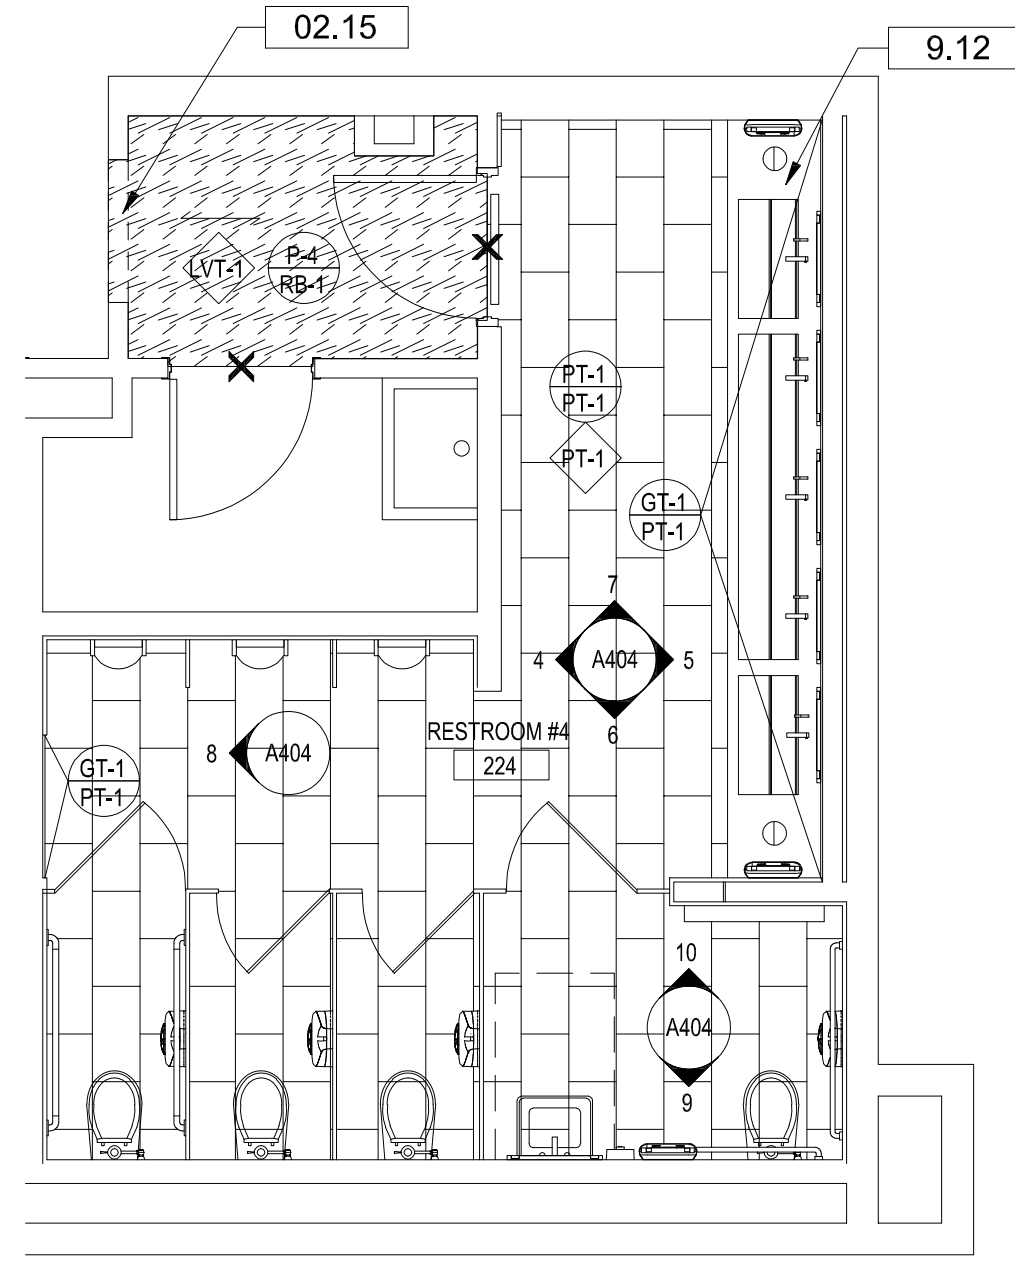 02.15
9.12
LVT-1
P-4
RB-1
PT-1
PT-1
PT-1
GT-1
PT-1
7
4
A404
5
6
RESTROOM #4
224
8
A404
GT-1
PT-1
10
A404
9